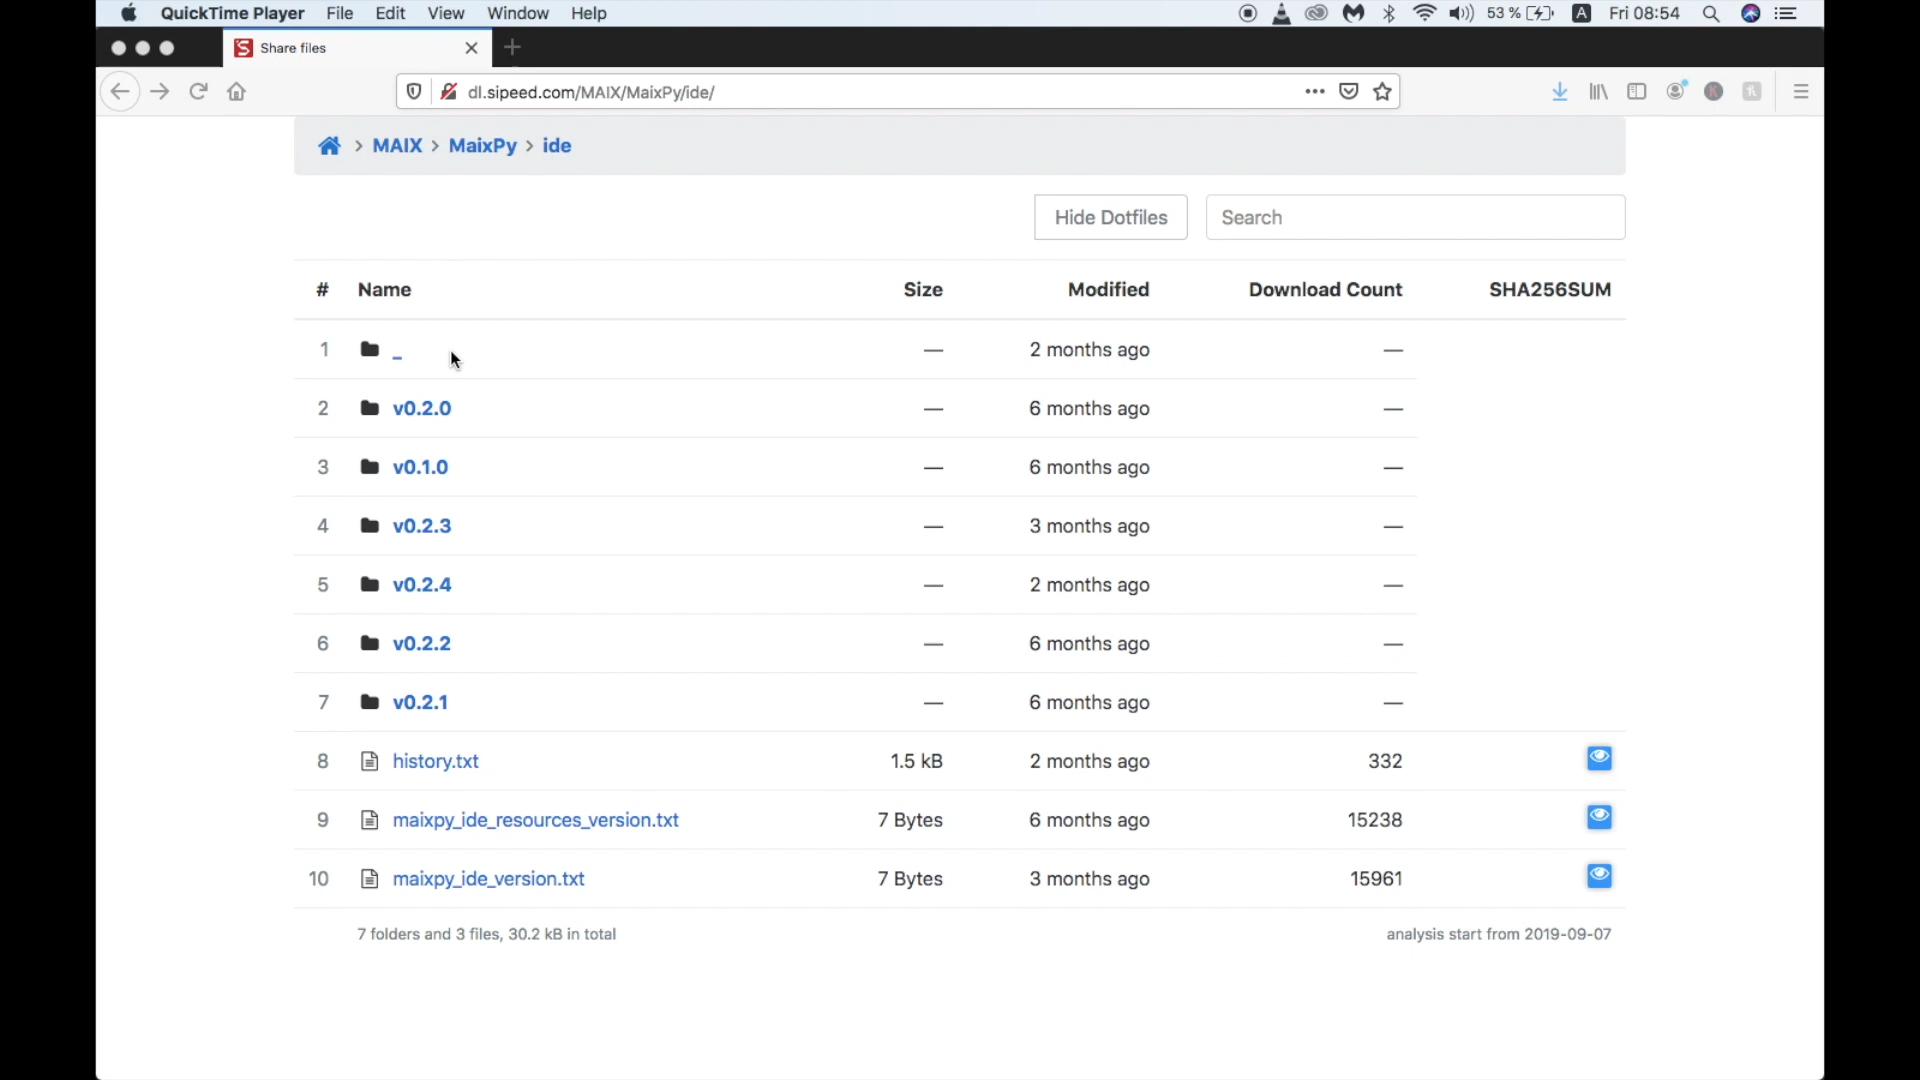 QuickTime Player File Edit View Window Help 53 % A Fri 08:54
Share files
dl.sipeed.com/MAIX/MaixPy/ide/
MAIX > MaixPy > ide
Hide Dotfiles Search
# Name Size Modified Download Count SHA256SUM
1 _ — 2 months ago —
2 v0.2.0 — 6 months ago —
3 v0.1.0 — 6 months ago —
4 v0.2.3 — 3 months ago —
5 v0.2.4 — 2 months ago —
6 v0.2.2 — 6 months ago —
7 v0.2.1 — 6 months ago —
8 history.txt 1.5 kB 2 months ago 332
9 maixpy_ide_resources_version.txt 7 Bytes 6 months ago 15238
10 maixpy_ide_version.txt 7 Bytes 3 months ago 15961
7 folders and 3 files, 30.2 kB in total analysis start from 2019-09-07